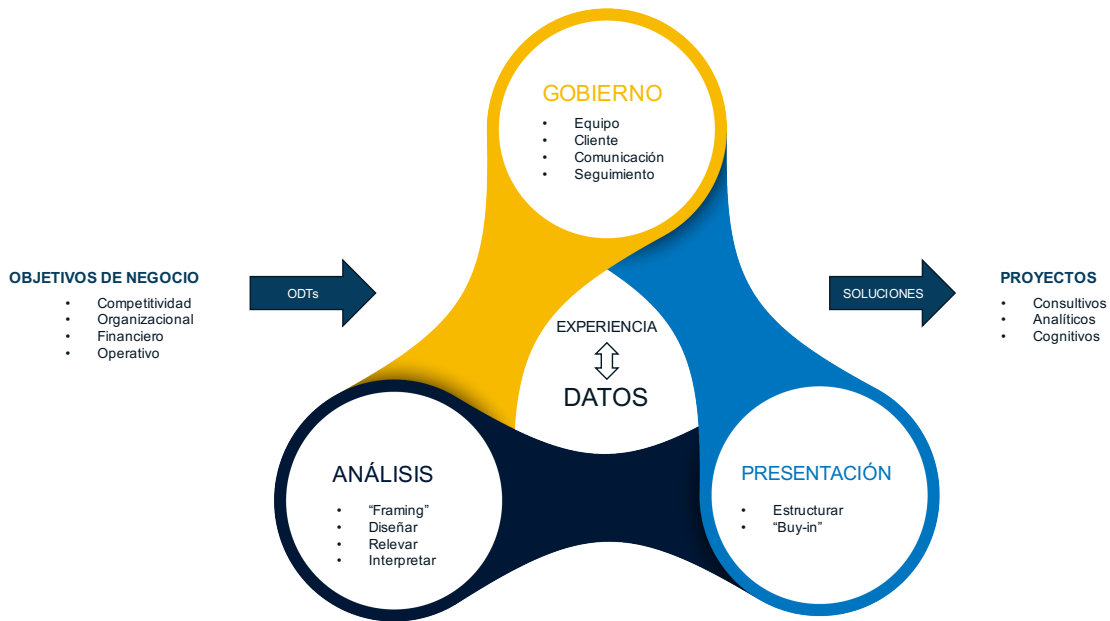 GOBIERNO
• Equipo
• Cliente
• Comunicación
• Seguimiento
OBJETIVOS DE NEGOCIO
• Competitividad
• Organizacional
• Financiero
• Operativo
ODTs
EXPERIENCIA
DATOS
SOLUCIONES
PROYECTOS
• Consultivos
• Analíticos
• Cognitivos
ANÁLISIS
• “Framing”
• Diseñar
• Relevar
• Interpretar
PRESENTACIÓN
• Estructurar
• “Buy-in”